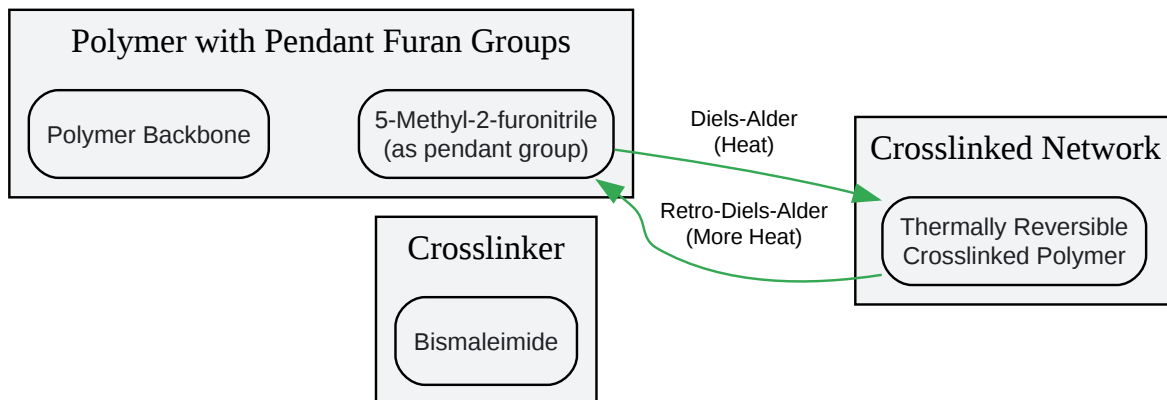 Polymer with Pendant Furan Groups
Polymer Backbone
5-Methyl-2-furonitrile
(as pendant group)
Diels-Alder
(Heat)
Retro-Diels-Alder
(More Heat)
Crosslinked Network
Thermally Reversible
Crosslinked Polymer
Crosslinker
Bismaleimide